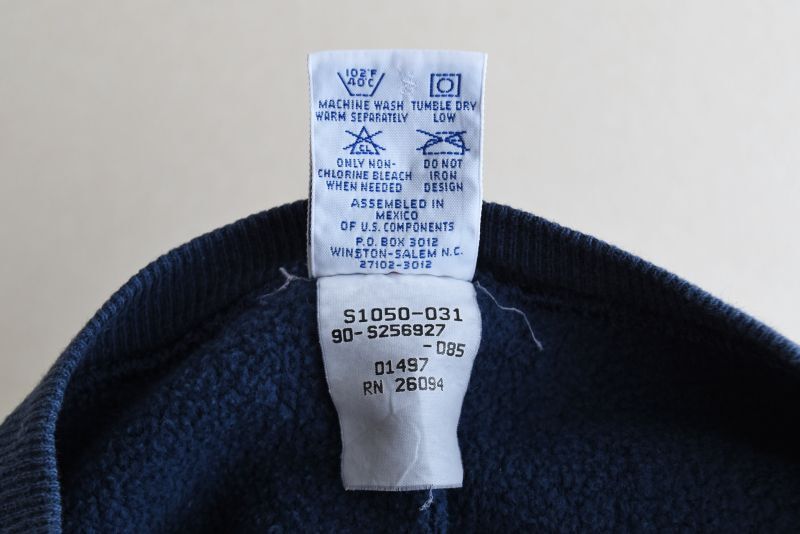 102°F
40°C
MACHINE WASH
WARM SEPARATELY
TUMBLE DRY
LOW
CL
ONLY NON-
CHLORINE BLEACH
WHEN NEEDED
DO NOT
IRON
DESIGN
ASSEMBLED IN
MEXICO
OF U.S. COMPONENTS
P.O. BOX 3012
WINSTON-SALEM N.C.
27102-3012
S1050-031
90-S256927
-085
01497
RN 26094